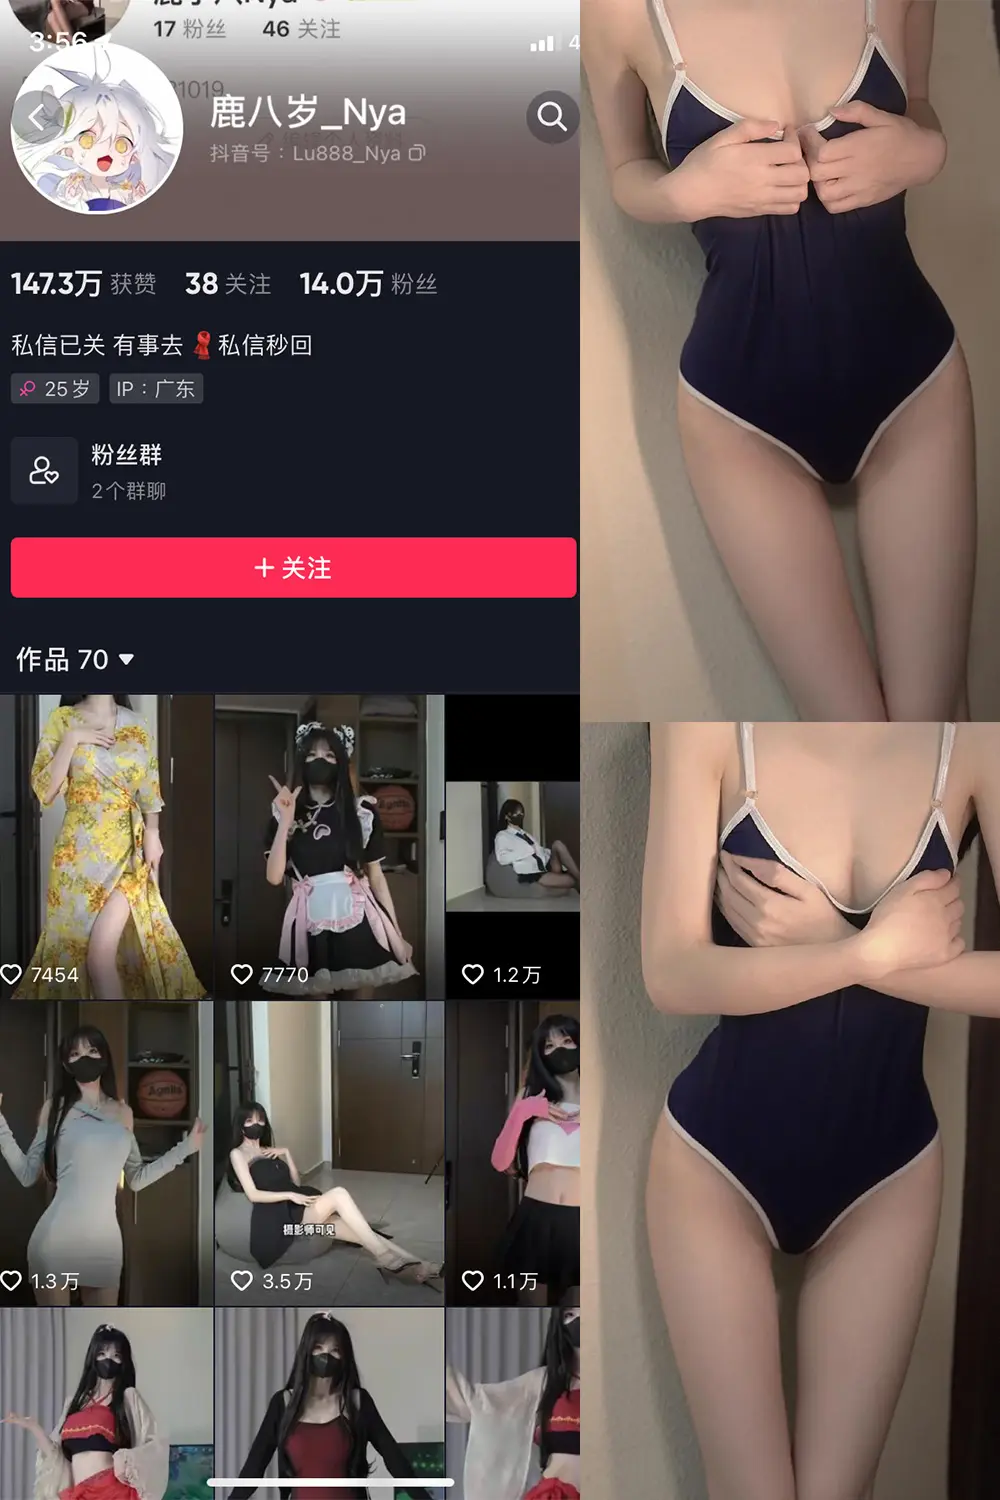 17 粉丝 46 关注
3:56
鹿八岁_Nya
抖音号：Lu888_Nya
147.3万 获赞 38 关注 14.0万 粉丝
私信已关 有事去 私信秒回
25岁 IP：广东
粉丝群
2个群聊
+ 关注
作品 70
7454 7770 1.2万
Agnite
1.3万 3.5万 1.1万
摄影师可见